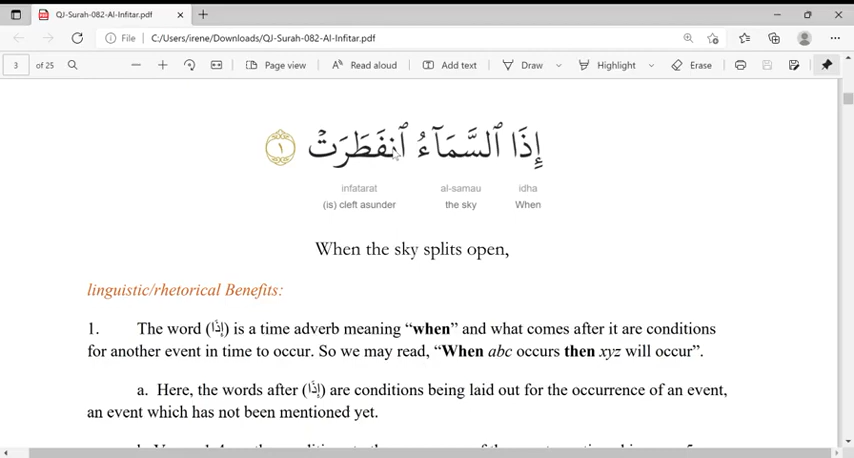 QJ-Surah-082-Al-Infitar.pdf
File C:/Users/irene/Downloads/QJ-Surah-082-Al-Infitar.pdf
3 of 25 Page view Read aloud Add text Draw Highlight Erase
إِذَا ٱلسَّمَآءُ ٱنفَطَرَتۡ ١
infatarat al-samau idha
(is) cleft asunder the sky When
When the sky splits open,
linguistic/rhetorical Benefits:
1. The word (إِذَا) is a time adverb meaning “when” and what comes after it are conditions
for another event in time to occur. So we may read, “When abc occurs then xyz will occur”.
a. Here, the words after (إِذَا) are conditions being laid out for the occurrence of an event,
an event which has not been mentioned yet.